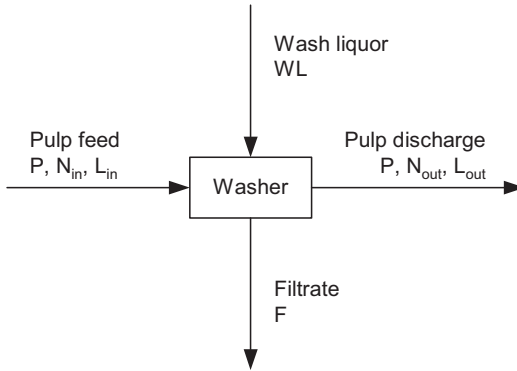 Wash liquor
WL
Pulp feed
P, N_in, L_in
Pulp discharge
P, N_out, L_out
Washer
Filtrate
F